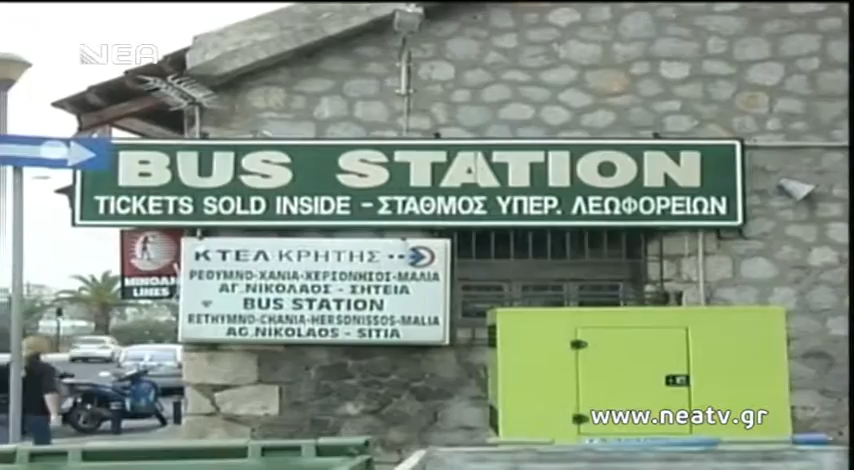 NEA
BUS STATION
TICKETS SOLD INSIDE - ΣΤΑΘΜΟΣ ΥΠΕΡ. ΛΕΩΦΟΡΕΙΩΝ
ΚΤΕΛ ΚΡΗΤΗΣ
ΡΕΘΥΜΝΟ-ΧΑΝΙΑ-ΧΕΡΣΟΝΗΣΟΣ-ΜΑΛΙΑ
ΑΓ. ΝΙΚΟΛΑΟΣ - ΣΗΤΕΙΑ
BUS STATION
RETHYMNO-CHANIA-HERSONISSOS-MALIA
AG. NIKOLAOS - SITIA
MINOAN
LINES
www.neatv.gr